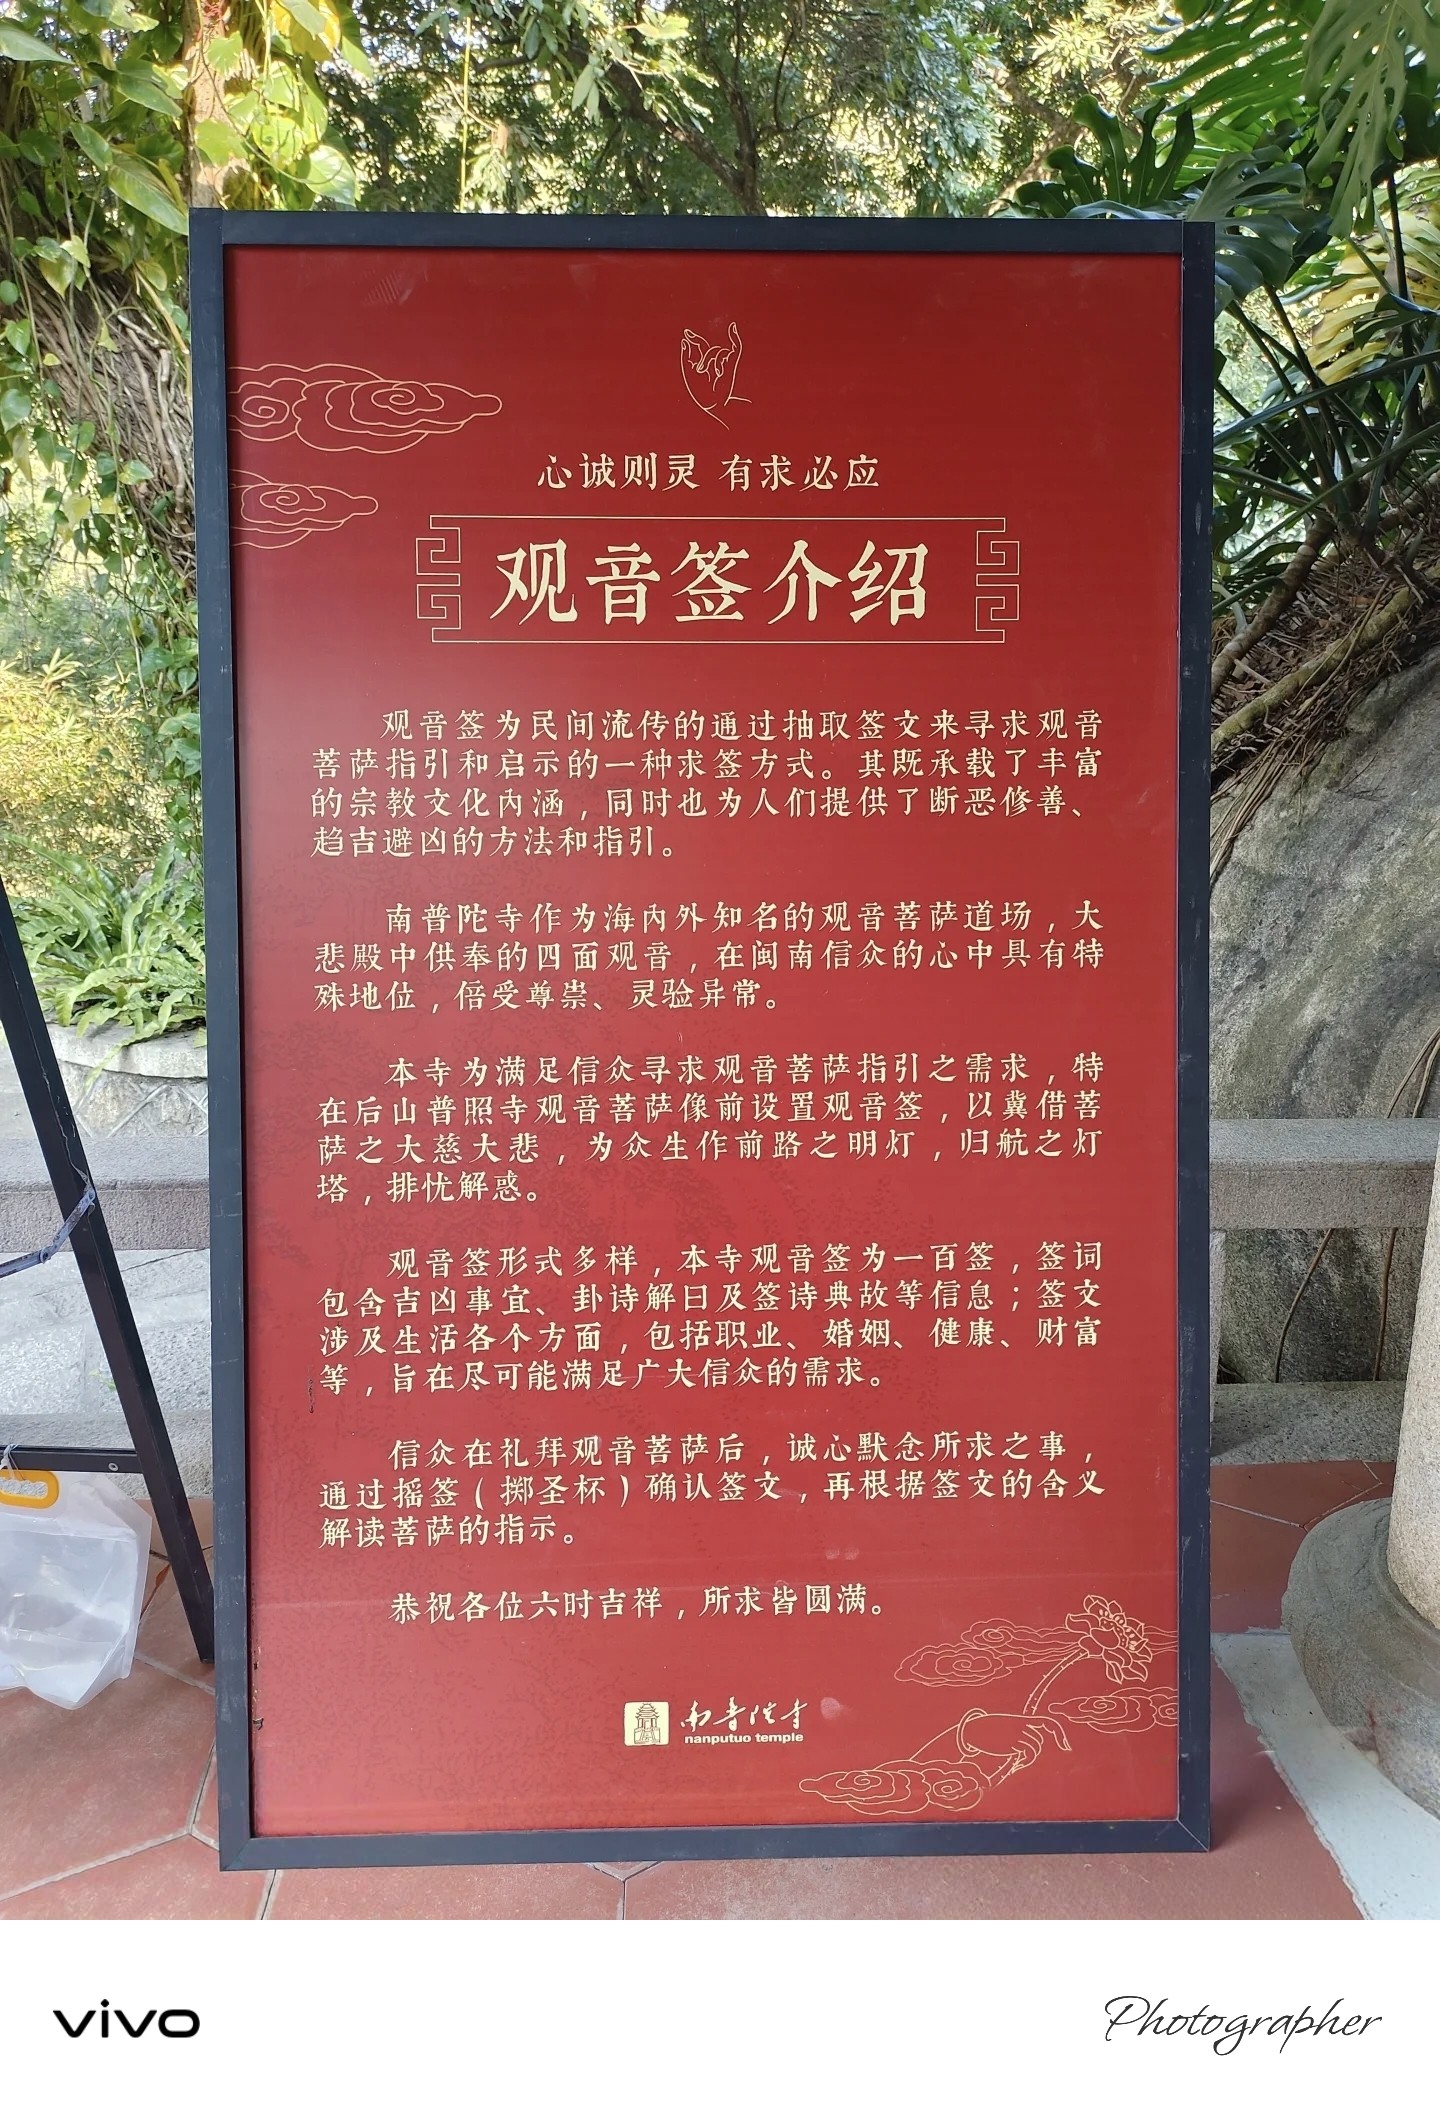 心诚则灵 有求必应
观音签介绍
观音签为民间流传的通过抽取签文来寻求观音
菩萨指引和启示的一种求签方式。其既承载了丰富
的宗教文化内涵，同时也为人们提供了断恶修善、
趋吉避凶的方法和指引。
南普陀寺作为海内外知名的观音菩萨道场，大
悲殿中供奉的四面观音，在闽南信众的心中具有特
殊地位，倍受尊崇、灵验异常。
本寺为满足信众寻求观音菩萨指引之需求，特
在后山普照寺观音菩萨像前设置观音签，以冀借菩
萨之大慈大悲，为众生作前路之明灯，归航之灯
塔，排忧解惑。
观音签形式多样，本寺观音签为一百签，签词
包含吉凶事宜、卦诗解曰及签诗典故等信息；签文
涉及生活各个方面，包括职业、婚姻、健康、财富
等，旨在尽可能满足广大信众的需求。
信众在礼拜观音菩萨后，诚心默念所求之事，
通过摇签（掷圣杯）确认签文，再根据签文的含义
解读菩萨的指示。
恭祝各位六时吉祥，所求皆圆满。
南普陀寺
nanputuo temple
vivo
Photographer